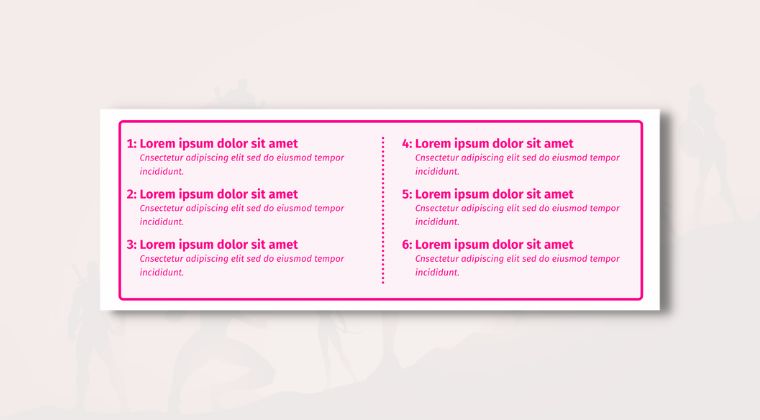 1: Lorem ipsum dolor sit amet
Cnsectetur adipiscing elit sed do eiusmod tempor
incididunt.
2: Lorem ipsum dolor sit amet
Cnsectetur adipiscing elit sed do eiusmod tempor
incididunt.
3: Lorem ipsum dolor sit amet
Cnsectetur adipiscing elit sed do eiusmod tempor
incididunt.
4: Lorem ipsum dolor sit amet
Cnsectetur adipiscing elit sed do eiusmod tempor
incididunt.
5: Lorem ipsum dolor sit amet
Cnsectetur adipiscing elit sed do eiusmod tempor
incididunt.
6: Lorem ipsum dolor sit amet
Cnsectetur adipiscing elit sed do eiusmod tempor
incididunt.